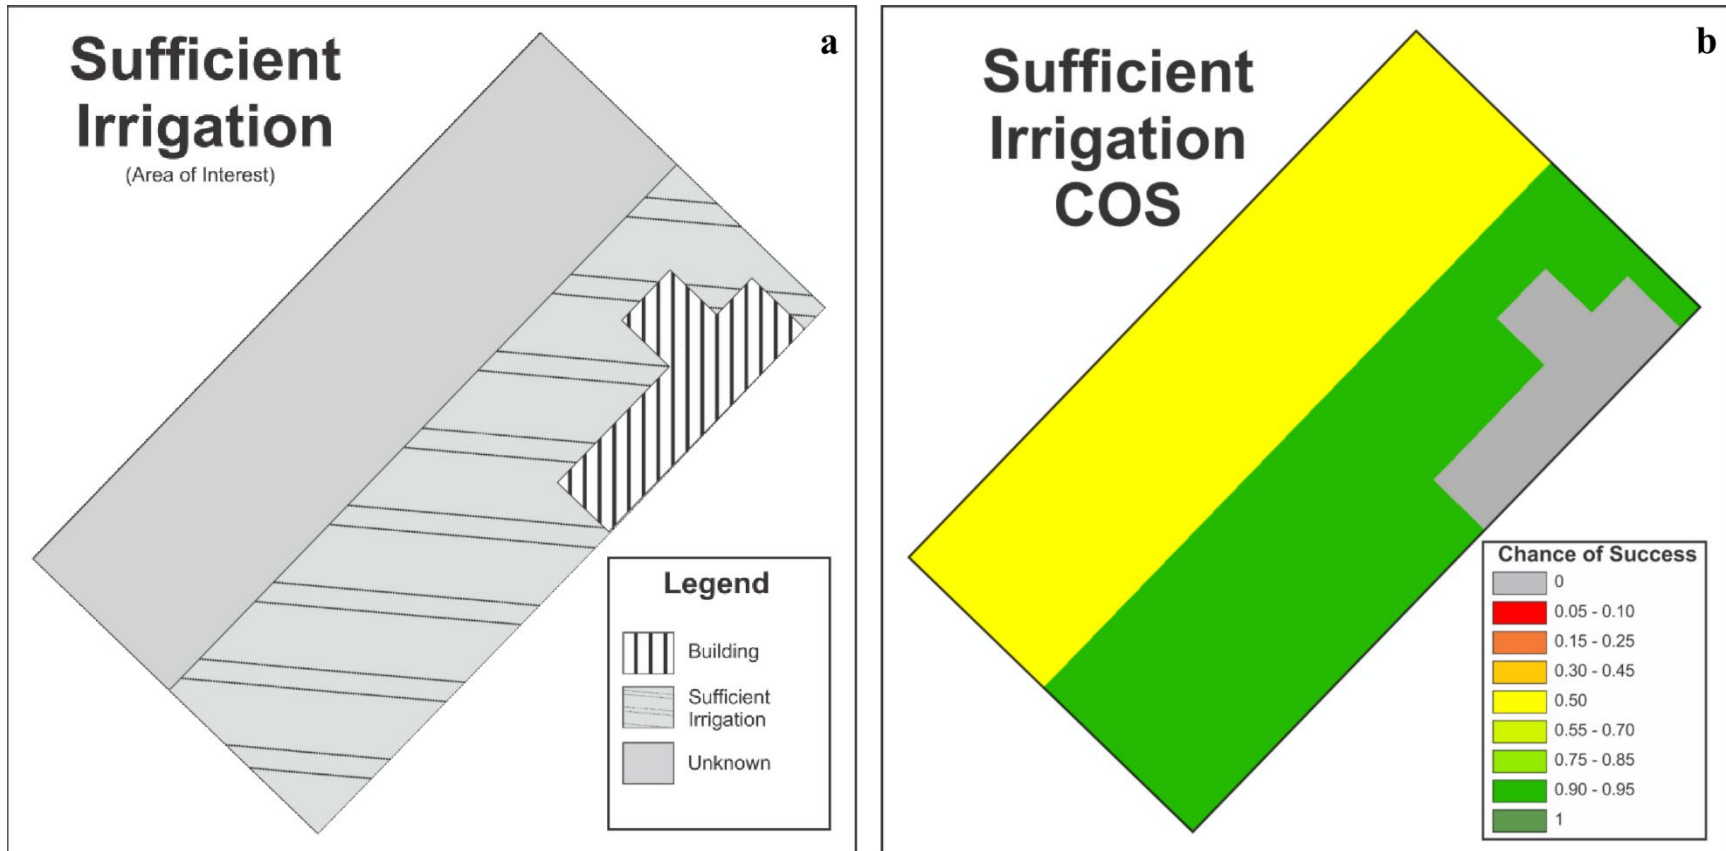 Sufficient
Irrigation
(Area of Interest)
a
Legend
Building
Sufficient
Irrigation
Unknown
Sufficient
Irrigation
COS
b
Chance of Success
0
0.05 - 0.10
0.15 - 0.25
0.30 - 0.45
0.50
0.55 - 0.70
0.75 - 0.85
0.90 - 0.95
1